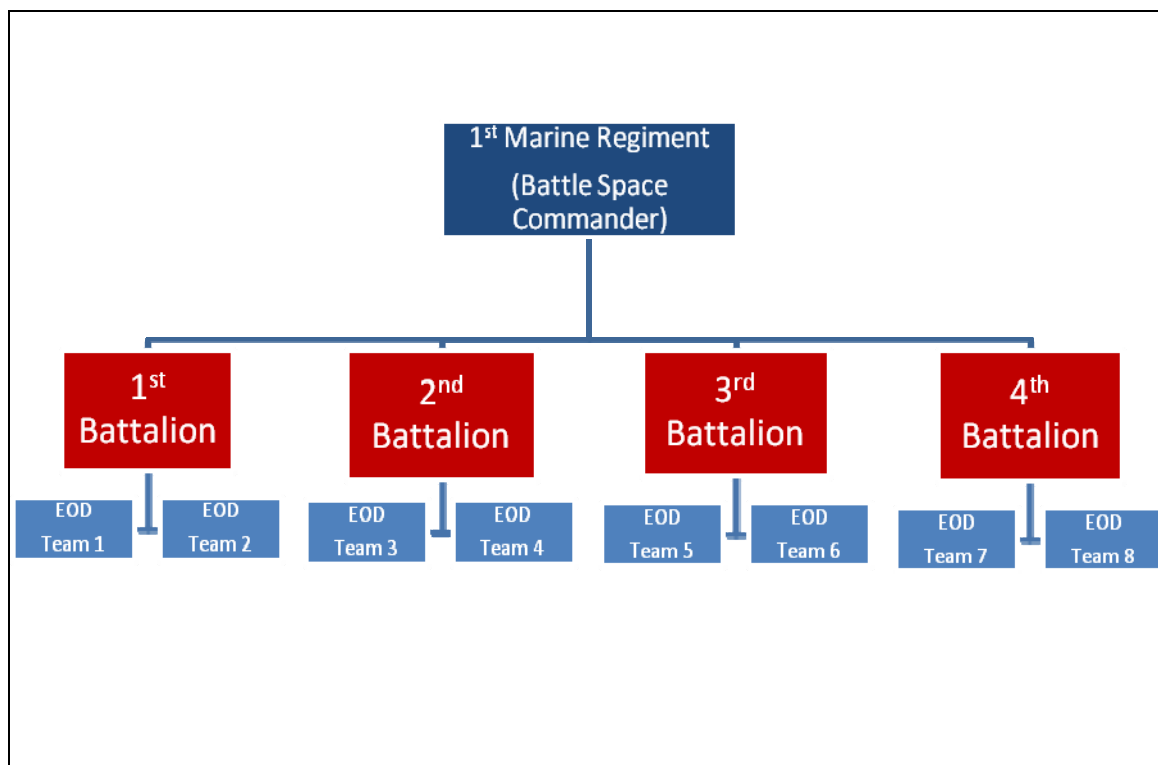 1st Marine Regiment
(Battle Space
Commander)
1st
Battalion
2nd
Battalion
3rd
Battalion
4th
Battalion
EOD
Team 1
EOD
Team 2
EOD
Team 3
EOD
Team 4
EOD
Team 5
EOD
Team 6
EOD
Team 7
EOD
Team 8